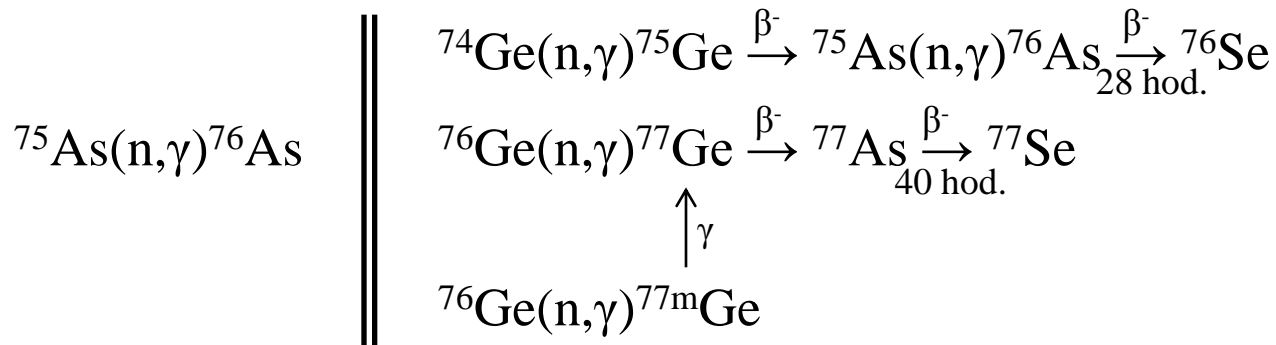 ⁷⁴Ge(n,γ)⁷⁵Ge →β⁻ ⁷⁵As(n,γ)⁷⁶As →β⁻ 28 hod. ⁷⁶Se
⁷⁵As(n,γ)⁷⁶As ‖ ⁷⁶Ge(n,γ)⁷⁷Ge →β⁻ ⁷⁷As →β⁻ 40 hod. ⁷⁷Se
↑ γ
⁷⁶Ge(n,γ)⁷⁷ᵐGe